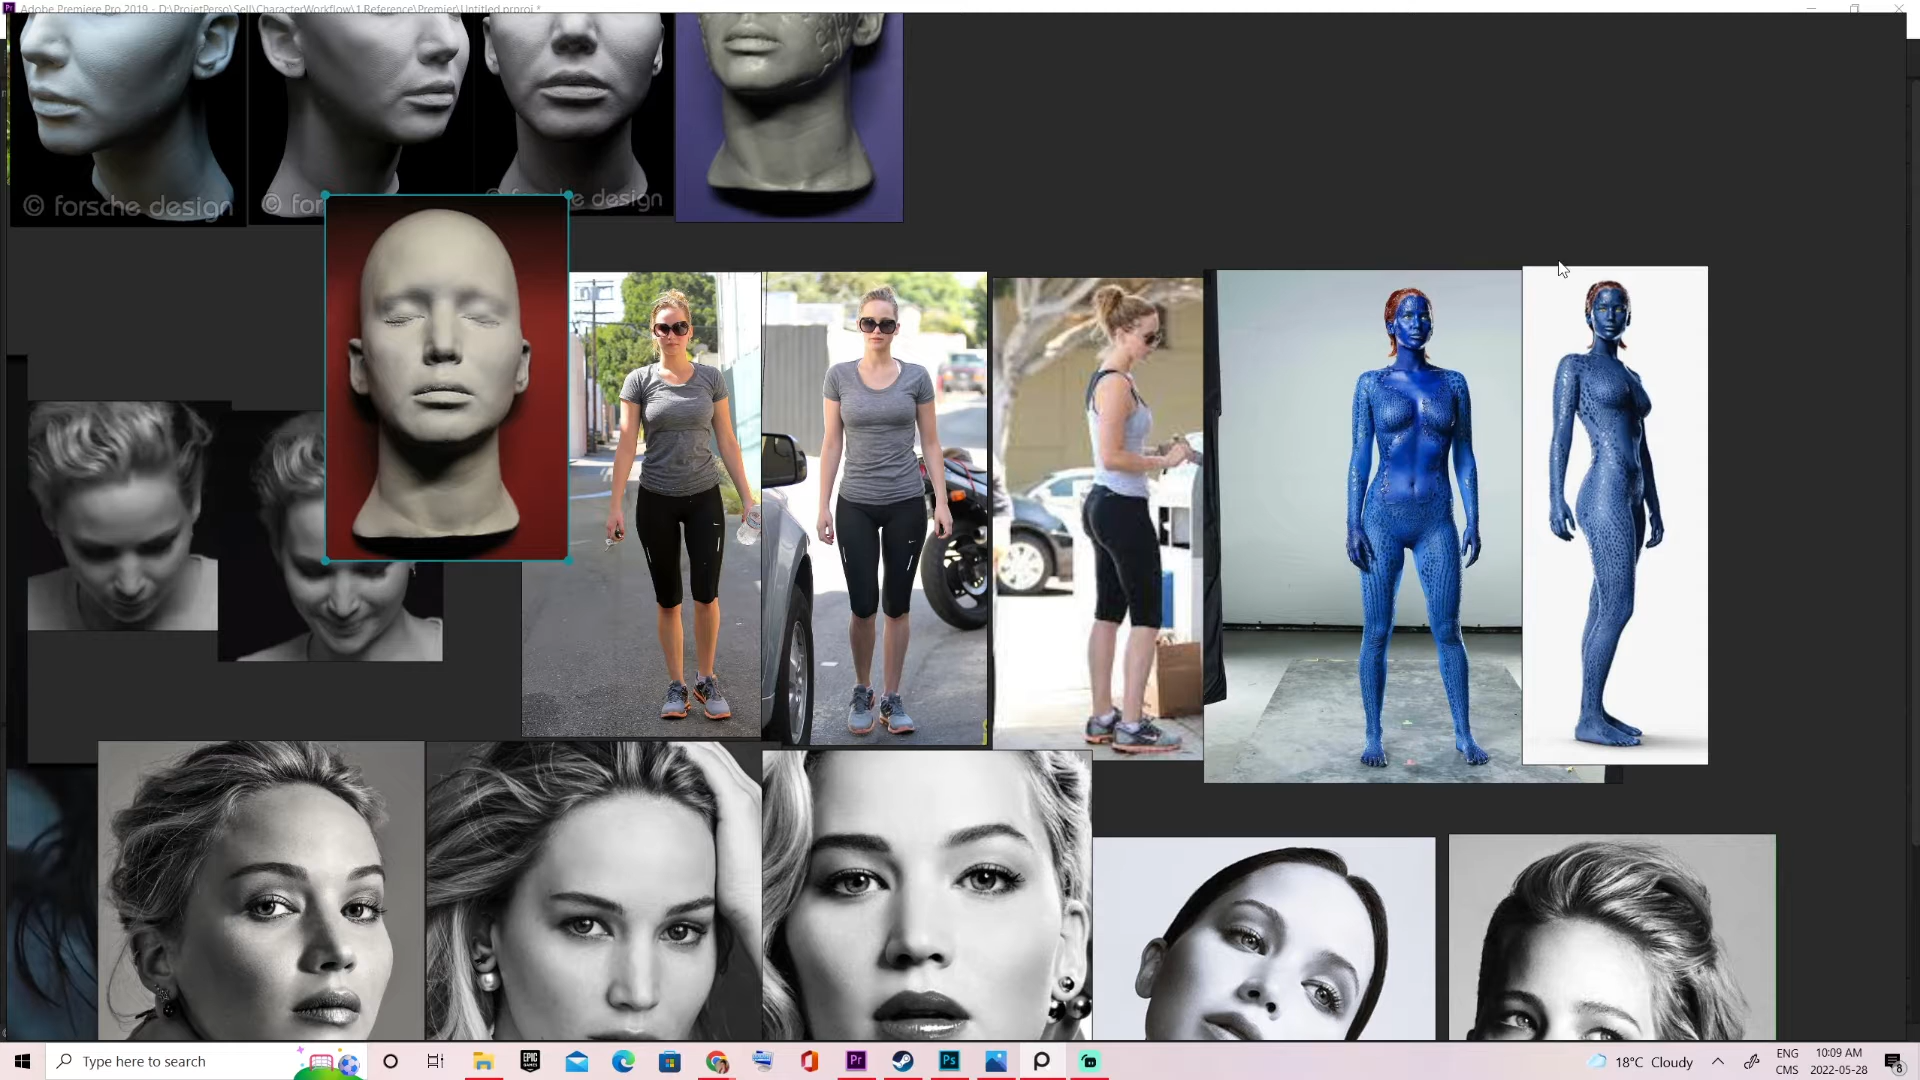 Adobe Premiere Pro 2019 - D:\ProjetPerso\Sell\CharacterWorkflow\1.Reference\Premier\Untitled.prproj *
© forsche design
© for
e design
Type here to search
18°C Cloudy
ENG
CMS
10:09 AM
2022-05-28
8